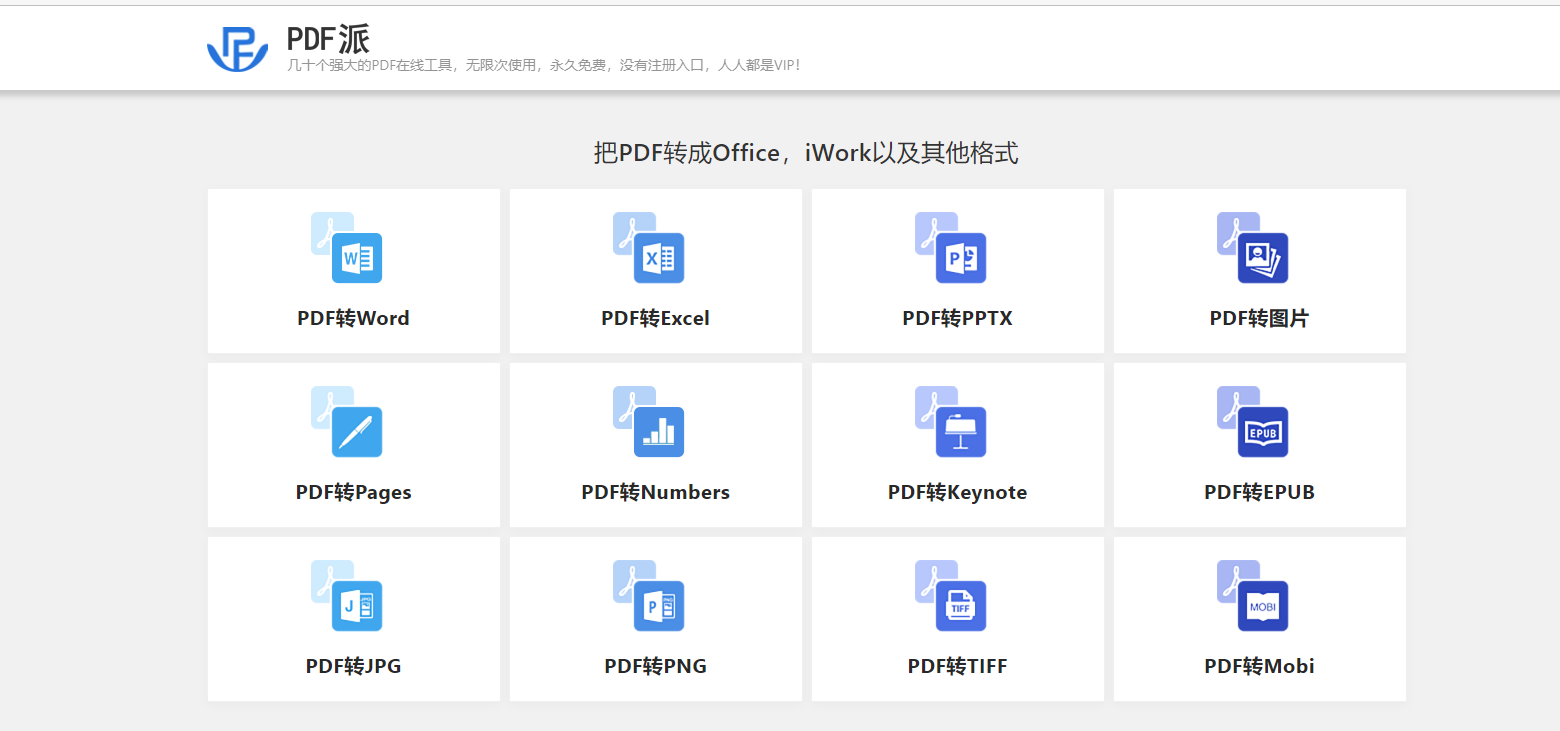 PDF派
几十个强大的PDF在线工具，无限次使用，永久免费，没有注册入口，人人都是VIP！
把PDF转成Office，iWork以及其他格式
W
X
P
PDF转Word
PDF转Excel
PDF转PPTX
PDF转图片
EPUB
PDF转Pages
PDF转Numbers
PDF转Keynote
PDF转EPUB
J
P
TIFF
MOBI
PDF转JPG
PDF转PNG
PDF转TIFF
PDF转Mobi